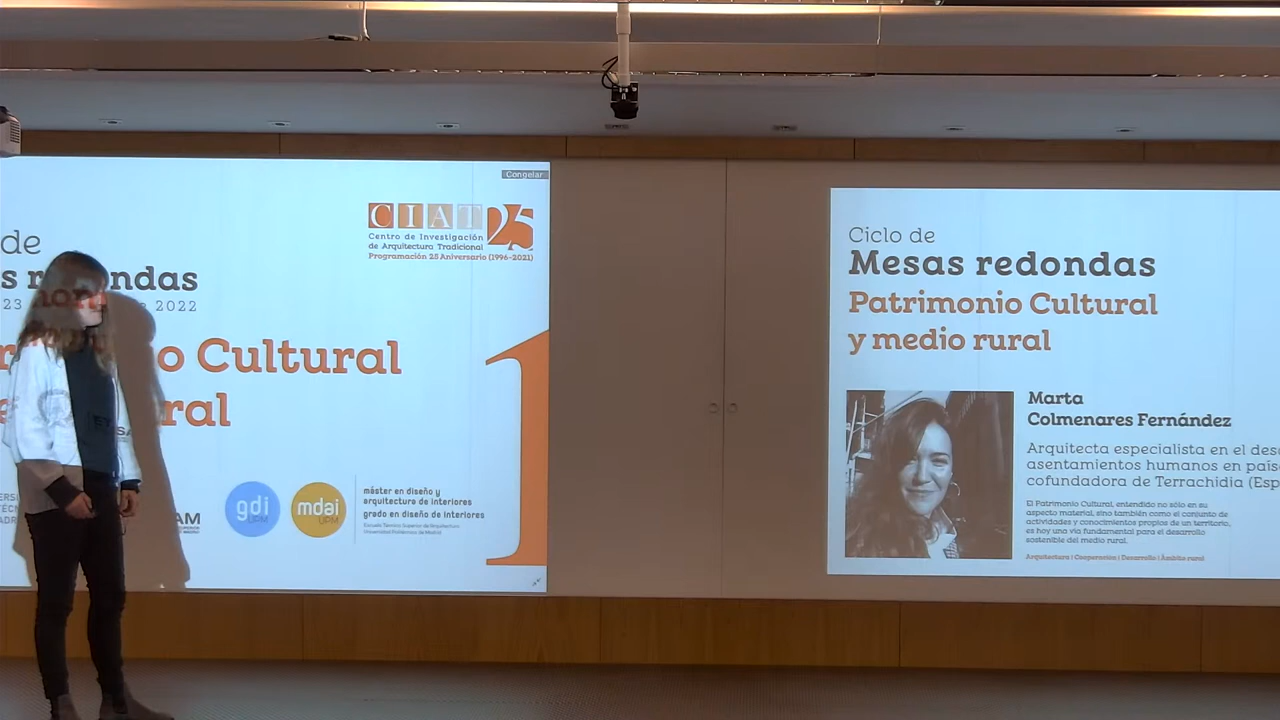 Congelar
CIAT 25
Centro de Investigación
de Arquitectura Tradicional
Programación 25 Aniversario (1996-2021)
de
redondas
23
2022
Cultural
gdi
UPM
mdai
UPM
máster en diseño y
arquitectura de interiores
grado en diseño de interiores
Escuela Técnica Superior de Arquitectura
Universidad Politécnica de Madrid
1
Ciclo de
Mesas redondas
Patrimonio Cultural
y medio rural
Marta
Colmenares Fernández
Arquitecta especialista en el
asentamientos humanos en
cofundadora de Terrachidia
El Patrimonio Cultural, entendido no sólo en su
aspecto material, sino también como el conjunto de
actividades y conocimientos propios de un territorio,
es hoy una vía fundamental para el desarrollo
sostenible del medio rural.
Arquitectura | Cooperación | Desarrollo | Ámbito rural